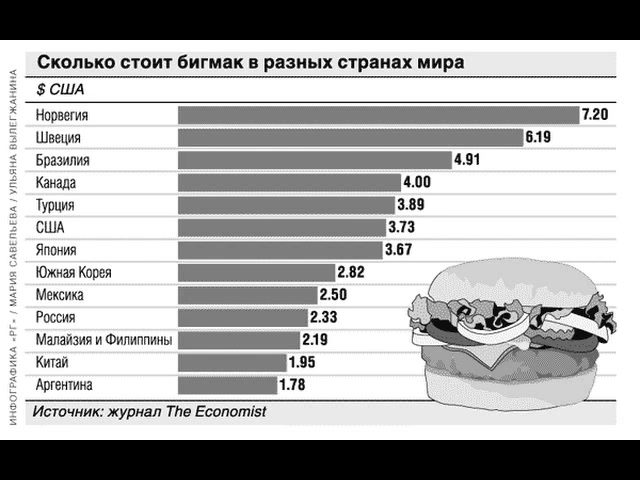 Сколько стоит бигмак в разных странах мира
$ США
Норвегия 7.20
Швеция 6.19
Бразилия 4.91
Канада 4.00
Турция 3.89
США 3.73
Япония 3.67
Южная Корея 2.82
Мексика 2.50
Россия 2.33
Малайзия и Филиппины 2.19
Китай 1.95
Аргентина 1.78
Источник: журнал The Economist
ИНФОГРАФИКА «РГ» / МАРИЯ САВЕЛЬЕВА / УЛЬЯНА ВЫЛЕГЖАНИНА